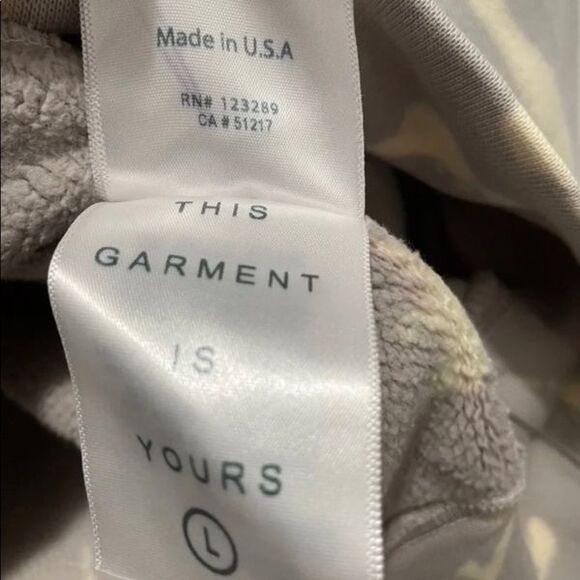 Made in U.S.A
RN# 123289
CA # 51217
THIS
GARMENT
IS
YOURS
L